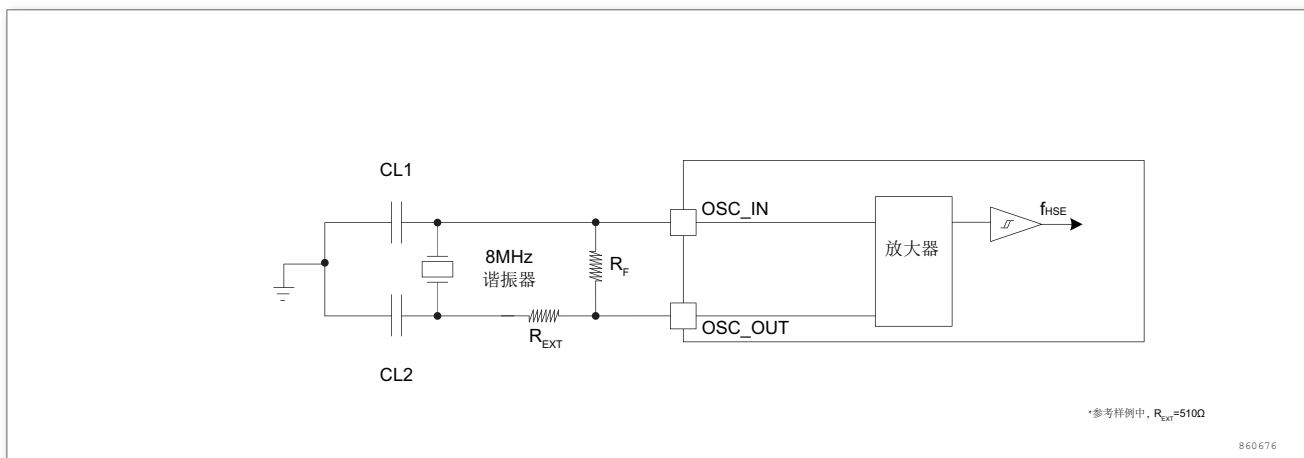 CL1
OSC_IN
fHSE
放大器
8MHz
谐振器
RF
OSC_OUT
REXT
CL2
*参考样例中, REXT=510Ω
860676